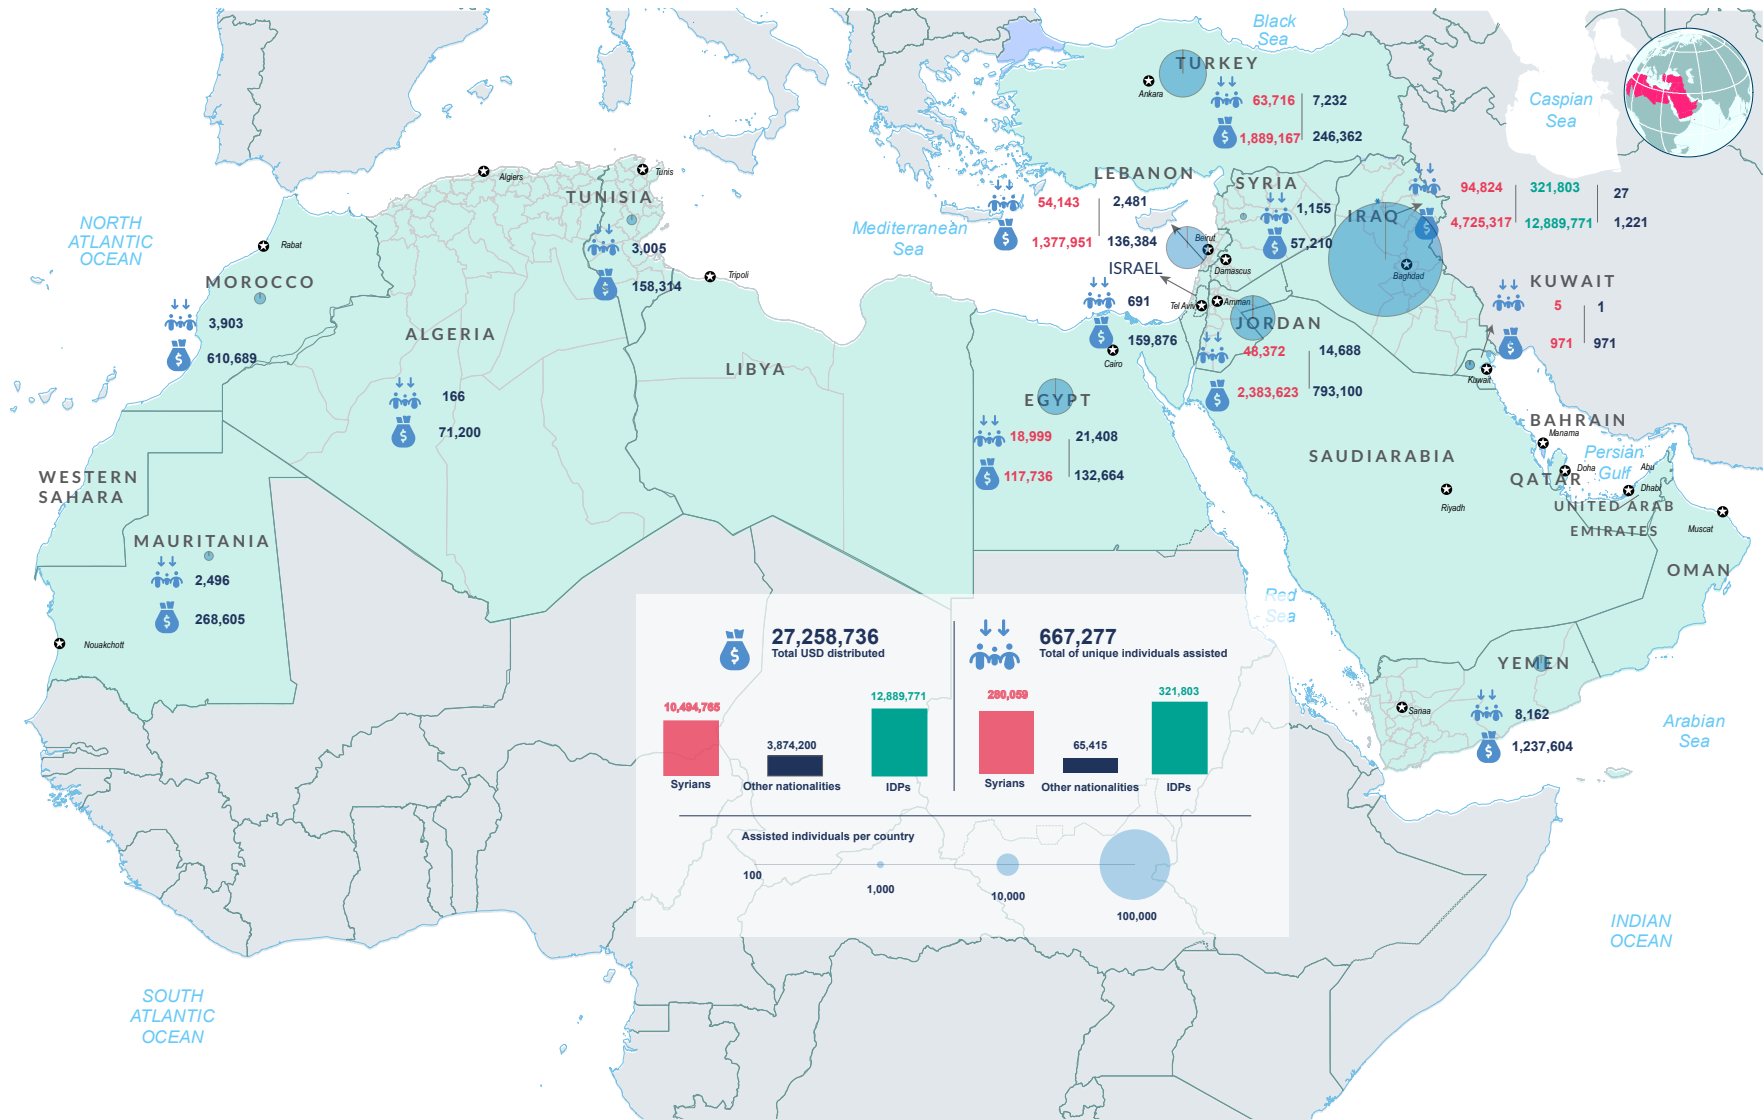 Black
Sea
TURKEY
Ankara
63,716
7,232
1,889,167
246,362
Caspian
Sea
LEBANON
54,143
2,481
1,377,951
136,384
SYRIA
1,155
57,210
IRAQ
94,824
321,803
27
4,725,317
12,889,771
1,221
Baghdad
Beirut
Damascus
ISRAEL
Tel Aviv
691
159,876
Amman
JORDAN
48,372
14,688
2,383,623
793,100
KUWAIT
5
1
971
971
Kuwait
Mediterranean
Sea
NORTH
ATLANTIC
OCEAN
Algiers
Tunis
TUNISIA
3,005
158,314
Tripoli
Rabat
MOROCCO
3,903
610,689
ALGERIA
166
71,200
LIBYA
Cairo
EGYPT
18,999
21,408
117,736
132,664
SAUDIARABIA
Riyadh
BAHRAIN
Manama
Persian
Gulf
QATAR
Doha
Abu
Dhabi
UNITED ARAB
EMIRATES
Muscat
OMAN
WESTERN
SAHARA
MAURITANIA
2,496
268,605
Nouakchott
Red
Sea
YEMEN
Sanaa
8,162
1,237,604
Arabian
Sea
27,258,736
Total USD distributed
667,277
Total of unique individuals assisted
10,494,765
3,874,200
12,889,771
Syrians
Other nationalities
IDPs
280,059
65,415
321,803
Syrians
Other nationalities
IDPs
Assisted individuals per country
100
1,000
10,000
100,000
INDIAN
OCEAN
SOUTH
ATLANTIC
OCEAN